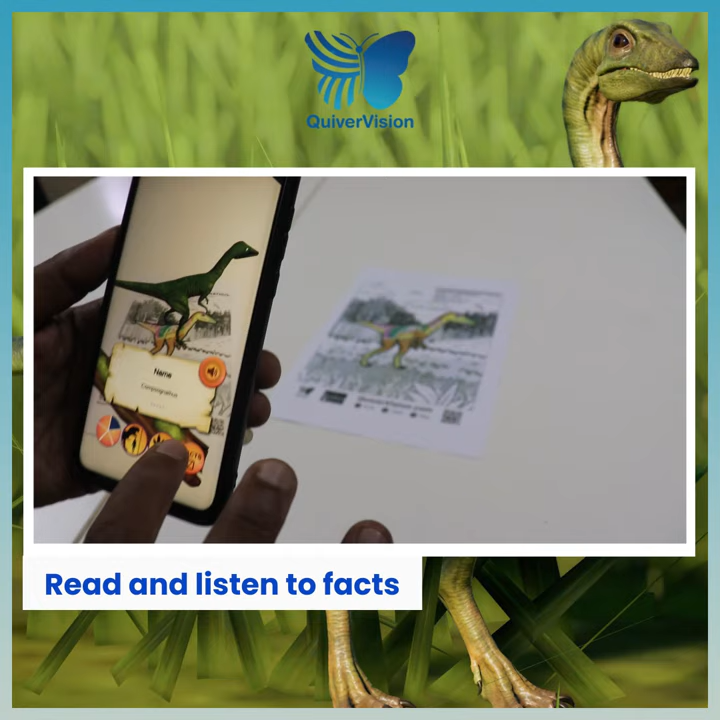 QuiverVision
Name
Compsognathus
Read and listen to facts